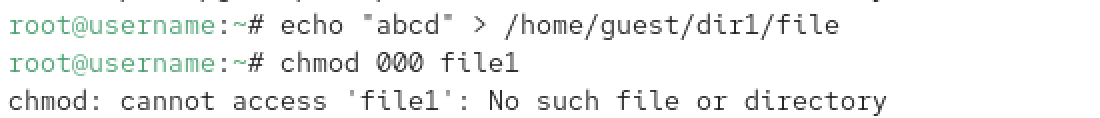 root@username:~# echo "abcd" > /home/guest/dir1/file
root@username:~# chmod 000 file1
chmod: cannot access 'file1': No such file or directory